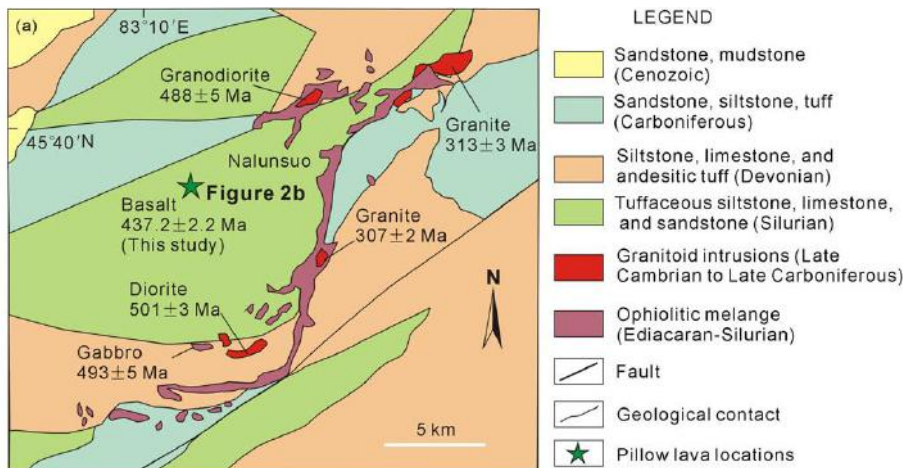 (a)
83°10′E
Granodiorite
488±5 Ma
45°40′N
Nalunsuo
Granite
313±3 Ma
Figure 2b
Basalt
437.2±2.2 Ma
(This study)
Granite
307±2 Ma
Diorite
501±3 Ma
Gabbro
493±5 Ma
N
5 km
LEGEND
Sandstone, mudstone
(Cenozoic)
Sandstone, siltstone, tuff
(Carboniferous)
Siltstone, limestone, and
andesitic tuff (Devonian)
Tuffaceous siltstone, limestone,
and sandstone (Silurian)
Granitoid intrusions (Late
Cambrian to Late Carboniferous)
Ophiolitic melange
(Ediacaran-Silurian)
Fault
Geological contact
Pillow lava locations